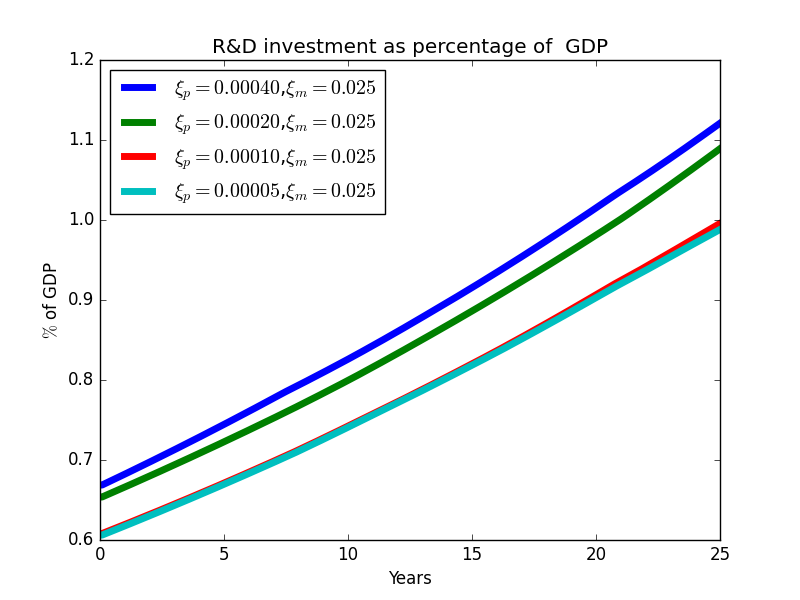 R&D investment as percentage of  GDP
1.2
1.1
1.0
0.9
0.8
0.7
0.6
% of GDP
ξₚ = 0.00040,ξₘ = 0.025
ξₚ = 0.00020,ξₘ = 0.025
ξₚ = 0.00010,ξₘ = 0.025
ξₚ = 0.00005,ξₘ = 0.025
0 5 10 15 20 25
Years